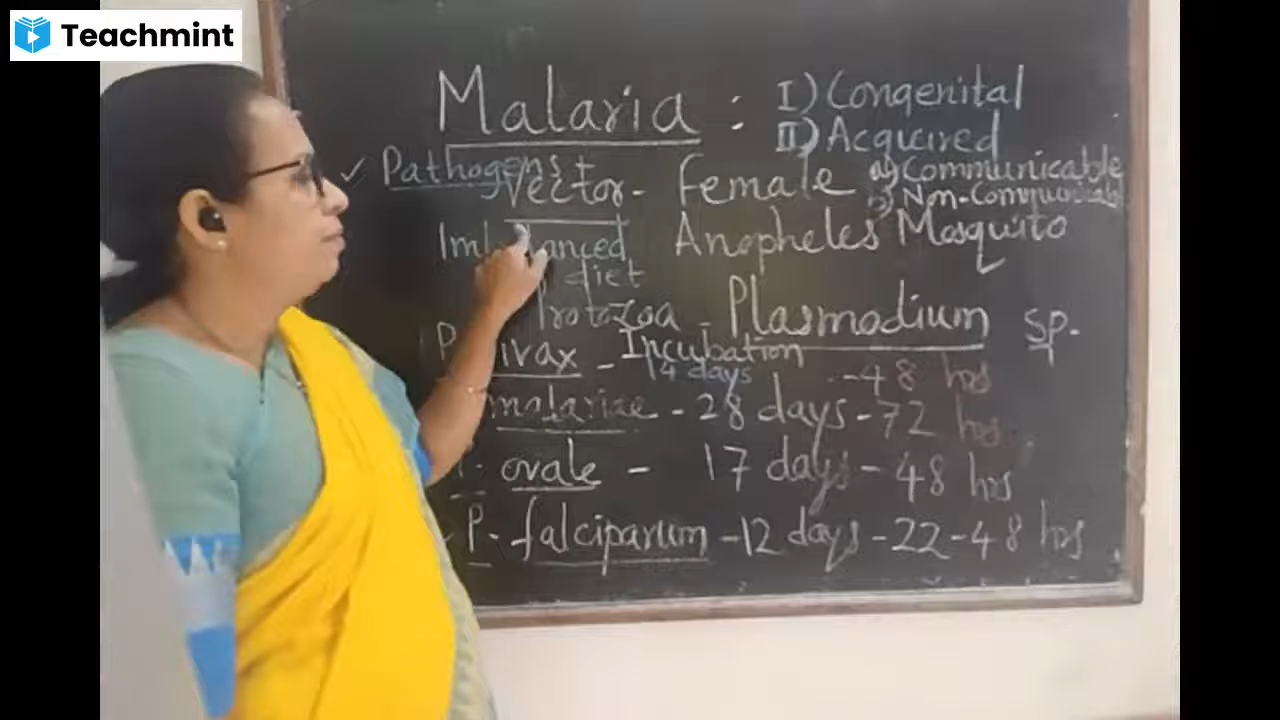 Teachmint
Malaria : I) Congenital
II) Acquired
✓ Pathogens + a) Communicable
Vector - Female b) Non-Communicabl
Imbalanced Anopheles Mosquito
diet
Protozoa - Plasmodium sp.
P. vivax - Incubation
14 days - 48 hrs
malariae - 28 days - 72 hrs
P. ovale - 17 days - 48 hrs
P. falciparum - 12 days - 22-48 hrs